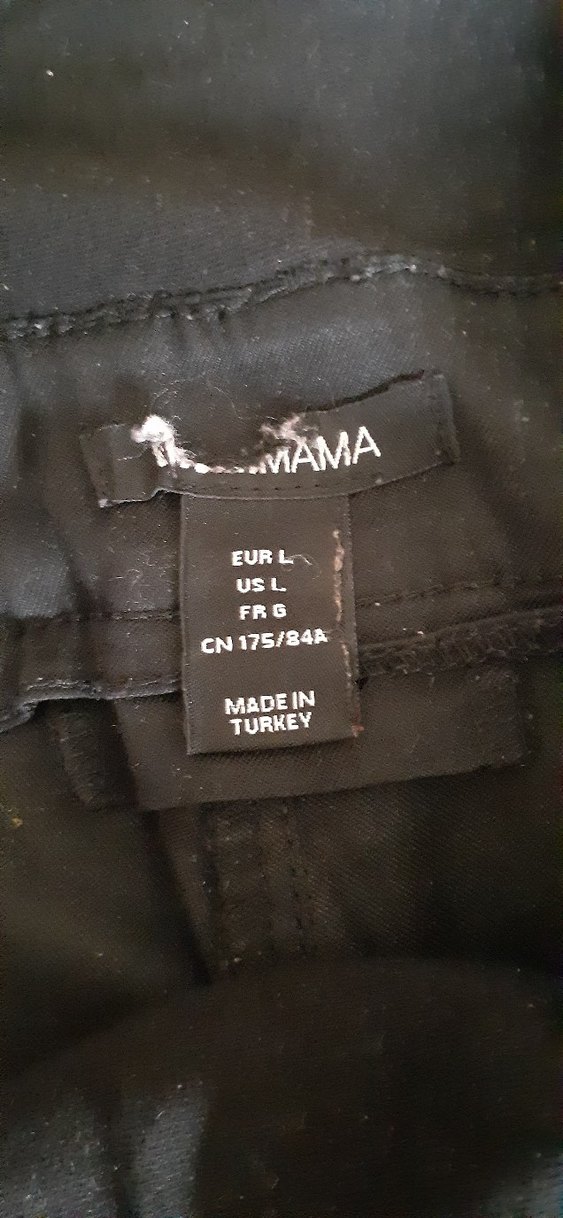 MAMA
EUR L
US L
FR G
CN 175/84A
MADE IN
TURKEY